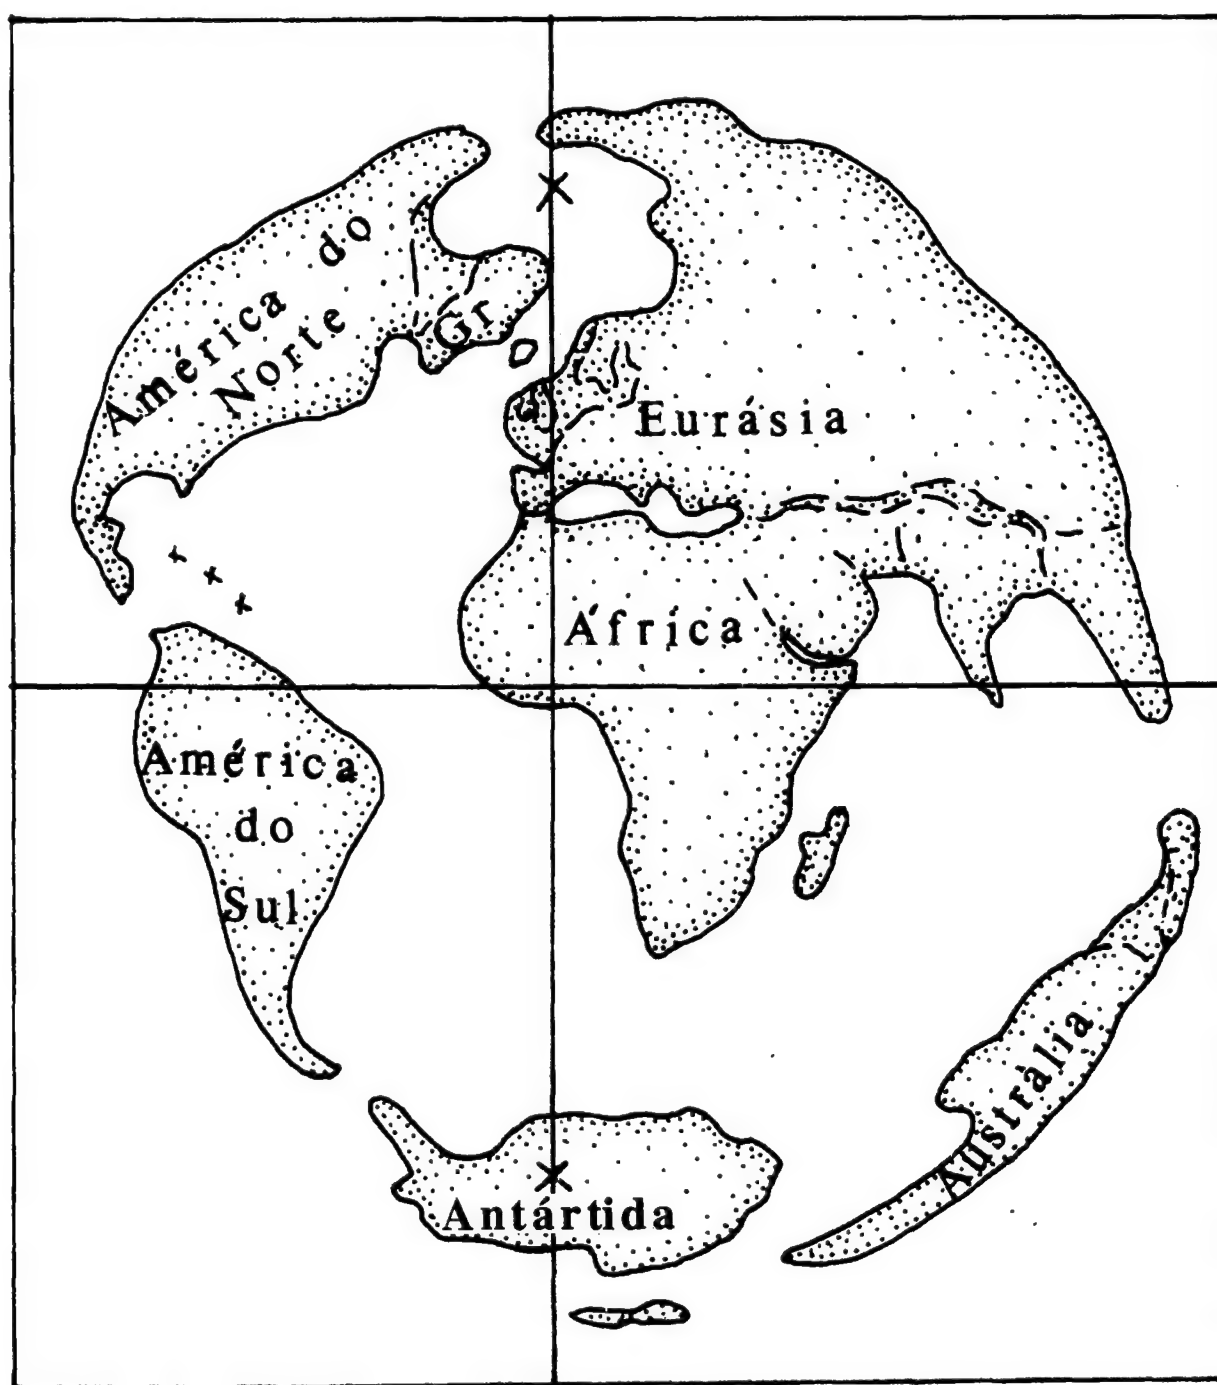 América do
Norte
Gr
Eurásia
África
América
do
Sul
Austrália
Antártida